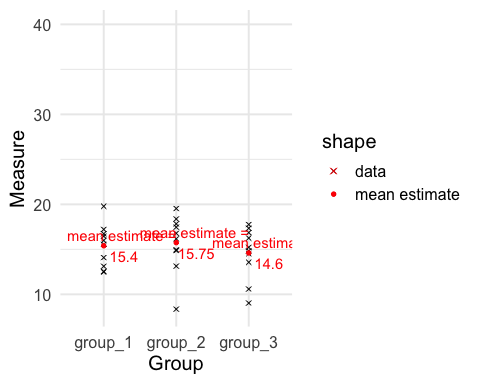 40
30
20
10
Measure
mean estimate =
15.4
mean estimate =
15.75
mean estima
14.6
group_1 group_2 group_3
Group
shape
data
mean estimate